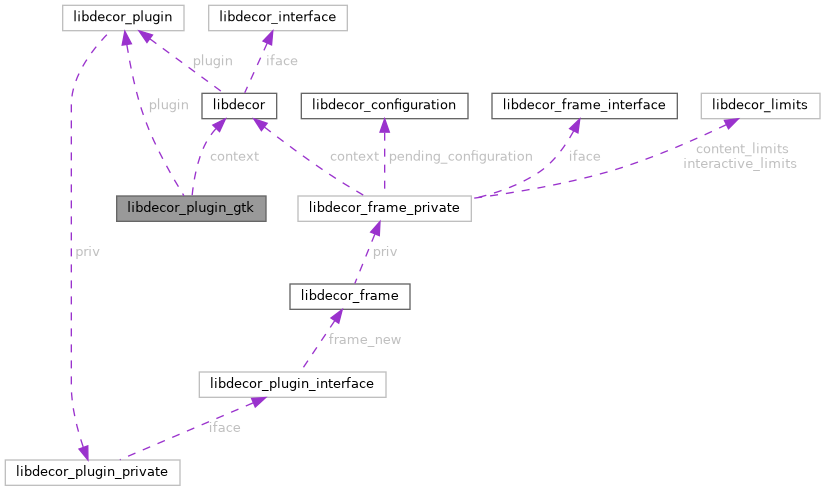 libdecor_plugin
libdecor_interface
plugin
iface
plugin
libdecor
libdecor_configuration
libdecor_frame_interface
libdecor_limits
context
context
pending_configuration
iface
content_limits
interactive_limits
libdecor_plugin_gtk
libdecor_frame_private
priv
priv
libdecor_frame
frame_new
libdecor_plugin_interface
iface
libdecor_plugin_private